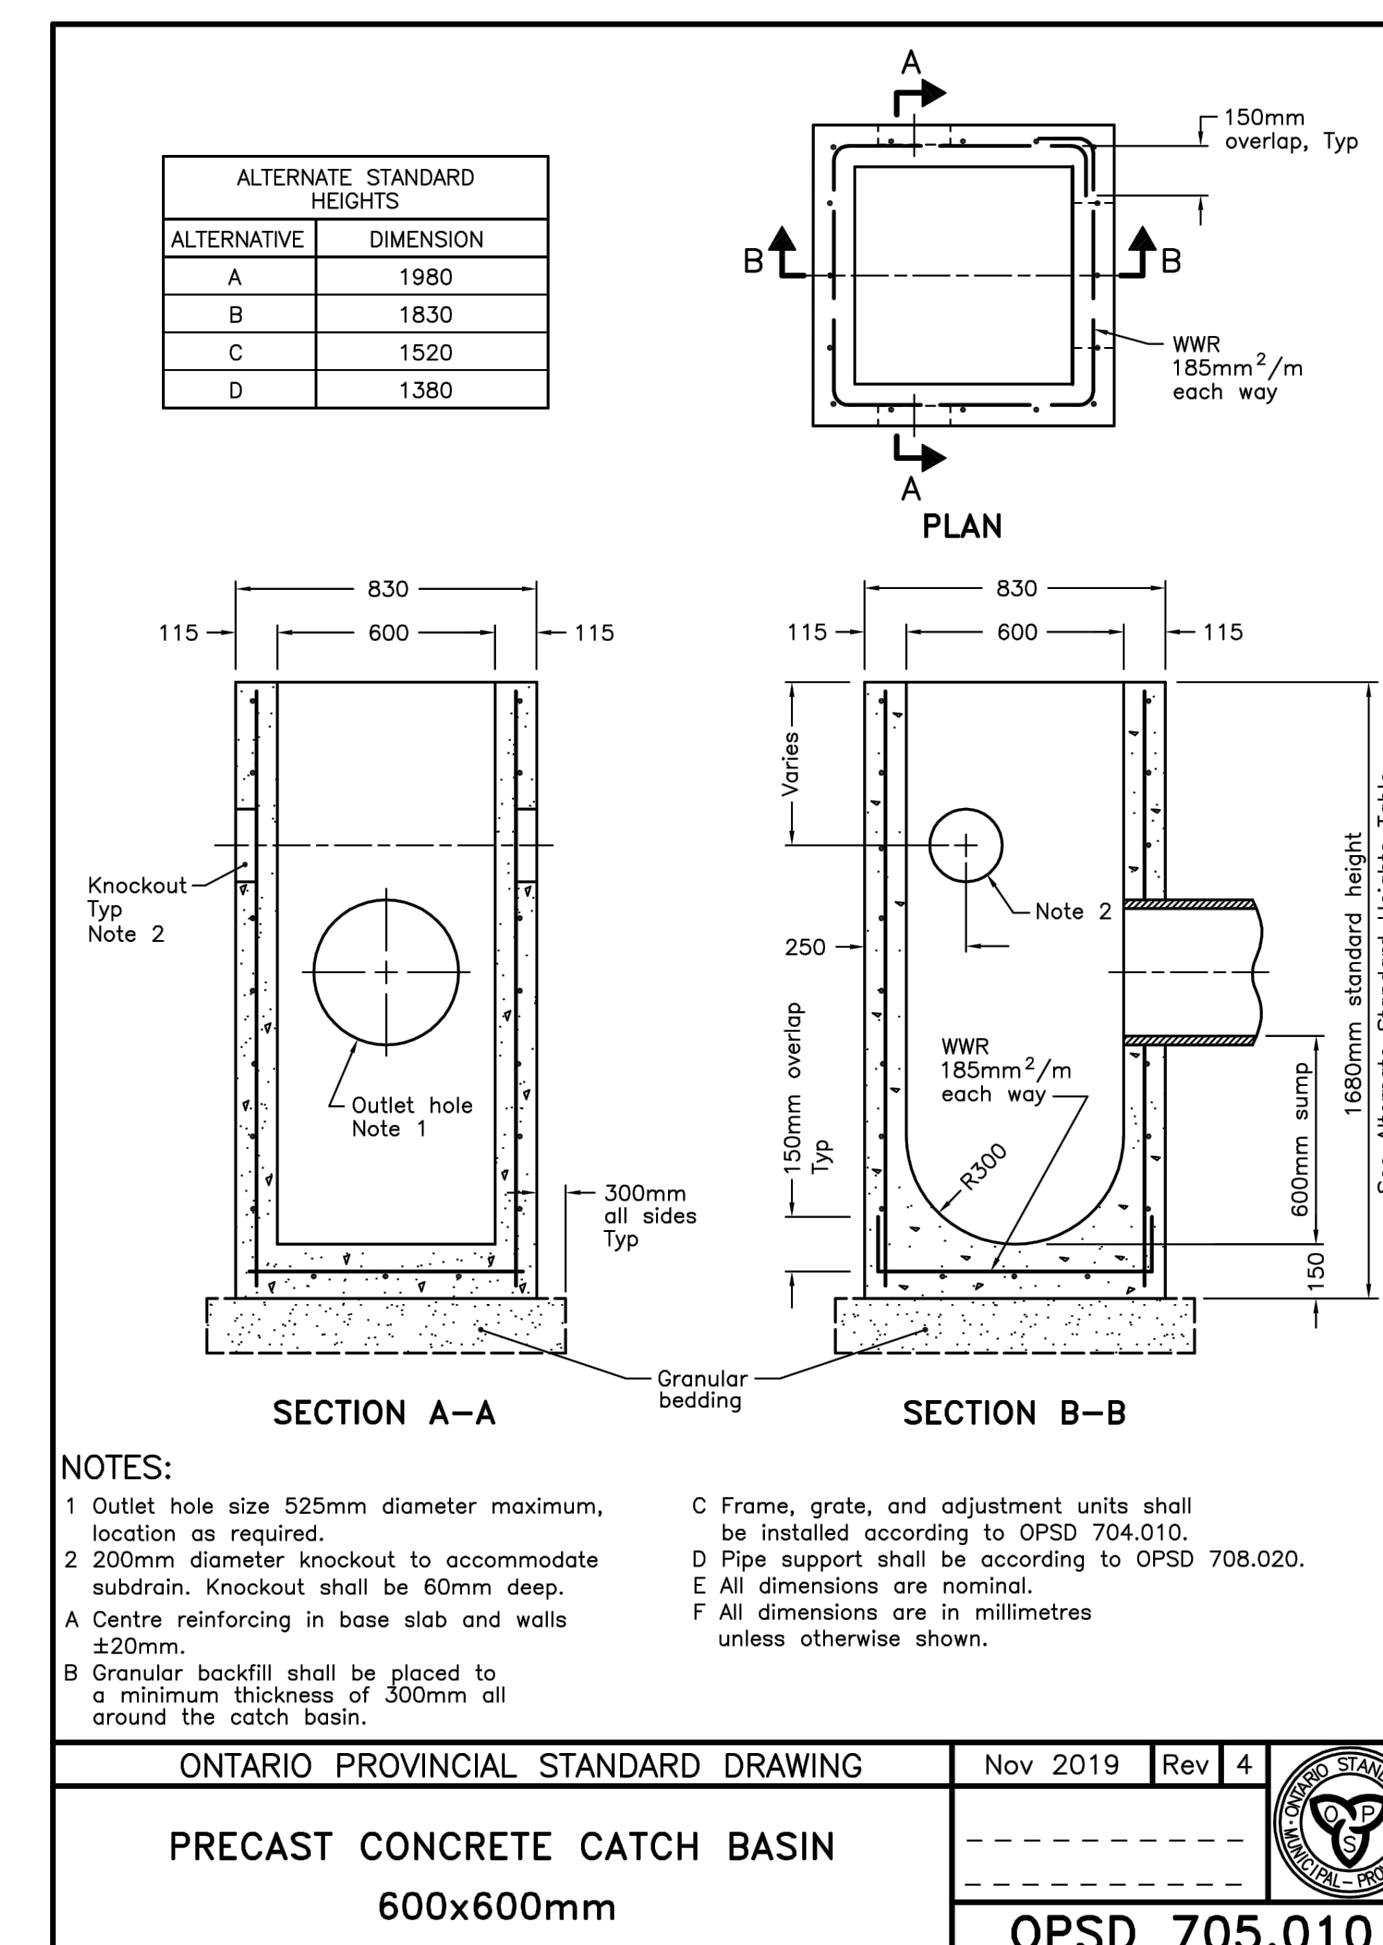 ALTERNATE STANDARD
HEIGHTS
ALTERNATIVE DIMENSION
A 1980
B 1830
C 1520
D 1380
A
150mm
overlap, Typ
B
B
WWR
185mm²/m
each way
A
PLAN
830
115 600 115
Knockout
Typ
Note 2
Outlet hole
Note 1
300mm
all sides
Typ
SECTION A-A
830
115 600 115
Varies
Note 2
250
150mm overlap
Typ
WWR
185mm²/m
each way
R300
600mm sump
150
1680mm standard height
Granular
bedding
SECTION B-B
NOTES:
1 Outlet hole size 525mm diameter maximum,
location as required.
2 200mm diameter knockout to accommodate
subdrain. Knockout shall be 60mm deep.
A Centre reinforcing in base slab and walls
±20mm.
B Granular backfill shall be placed to
a minimum thickness of 300mm all
around the catch basin.
C Frame, grate, and adjustment units shall
be installed according to OPSD 704.010.
D Pipe support shall be according to OPSD 708.020.
E All dimensions are nominal.
F All dimensions are in millimetres
unless otherwise shown.
ONTARIO PROVINCIAL STANDARD DRAWING
Nov 2019 Rev 4
PRECAST CONCRETE CATCH BASIN
600x600mm
ONTARIO
MUNICIPAL
O P S
OPSD 705.010